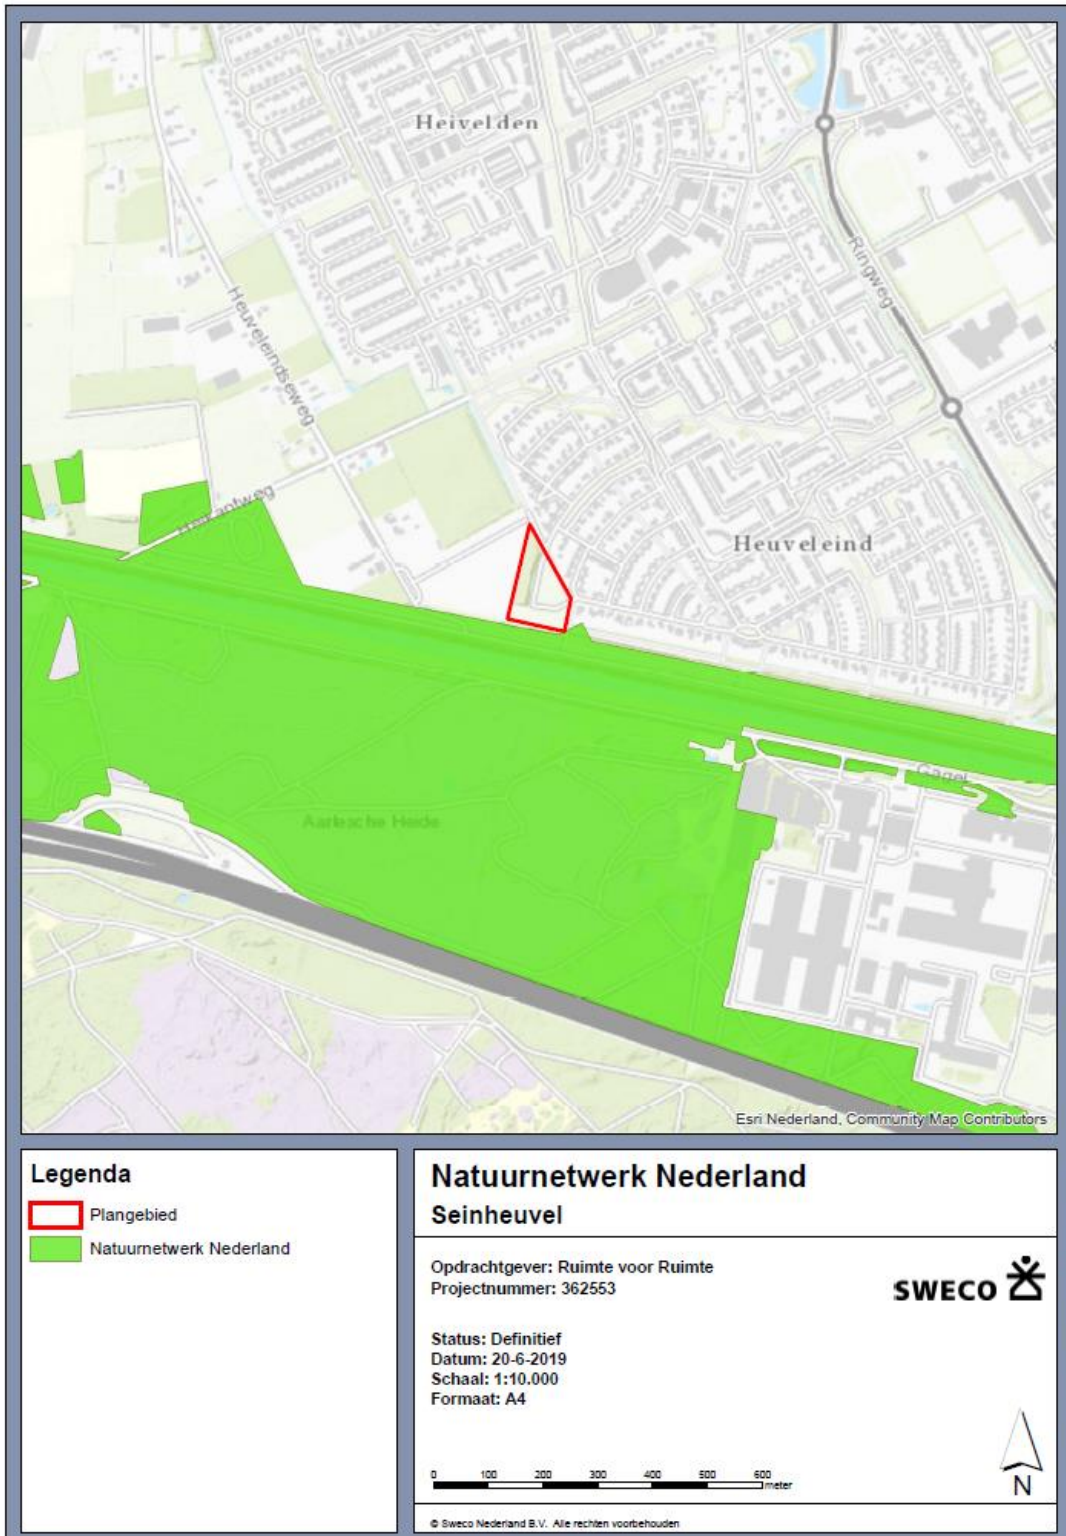 Heivelden
Ringweg
Heuveleindseweg
Heuveleind
Gagel
Aarlesche Heide
Esri Nederland, Community Map Contributors
Legenda
Plangebied
Natuurnetwerk Nederland
Natuurnetwerk Nederland
Seinheuvel
Opdrachtgever: Ruimte voor Ruimte
Projectnummer: 362553
SWECO
Status: Definitief
Datum: 20-6-2019
Schaal: 1:10.000
Formaat: A4
0 100 200 300 400 500 600
meter
N
© Sweco Nederland B.V. Alle rechten voorbehouden